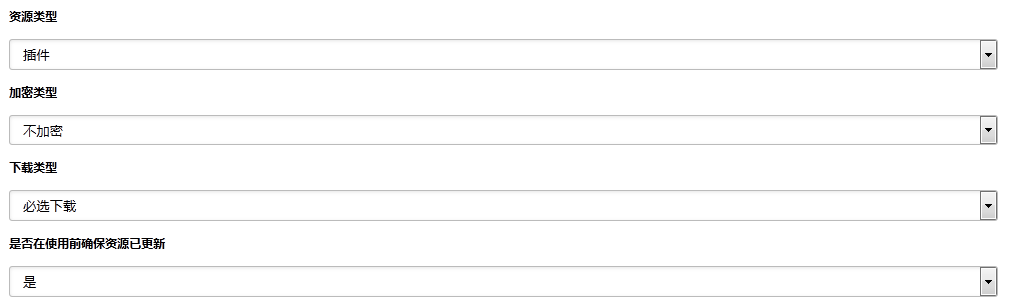 资源类型
插件
加密类型
不加密
下载类型
必选下载
是否在使用前确保资源已更新
是